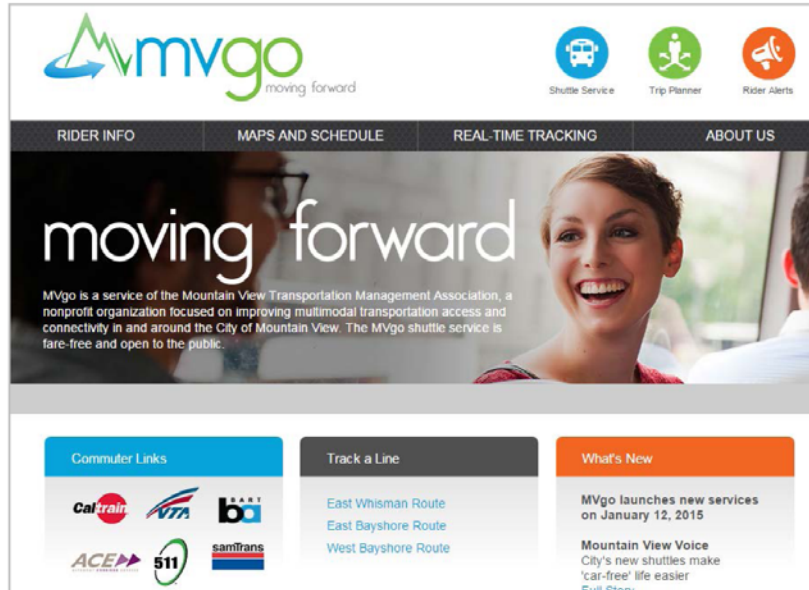 mvgo
moving forward
Shuttle Service
Trip Planner
Rider Alerts
RIDER INFO
MAPS AND SCHEDULE
REAL-TIME TRACKING
ABOUT US
moving forward
MVgo is a service of the Mountain View Transportation Management Association, a
nonprofit organization focused on improving multimodal transportation access and
connectivity in and around the City of Mountain View. The MVgo shuttle service is
fare-free and open to the public.
Commuter Links
Caltrain
VTA
BART
ba
ACE
511
samTrans
Track a Line
East Whisman Route
East Bayshore Route
West Bayshore Route
What's New
MVgo launches new services
on January 12, 2015
Mountain View Voice
City's new shuttles make
'car-free' life easier
Full Story